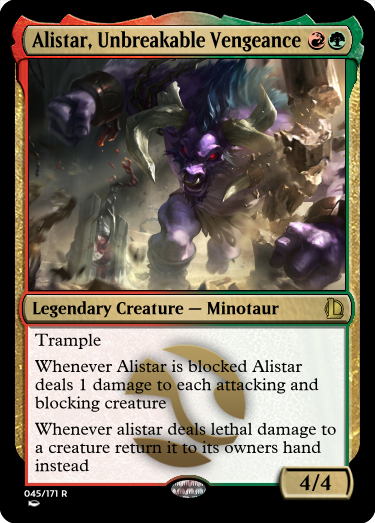 Alistar, Unbreakable Vengeance
Legendary Creature — Minotaur
Trample
Whenever Alistar is blocked Alistar
deals 1 damage to each attacking and
blocking creature
Whenever alistar deals lethal damage to
a creature return it to its owners hand
instead
4/4
045/171 R